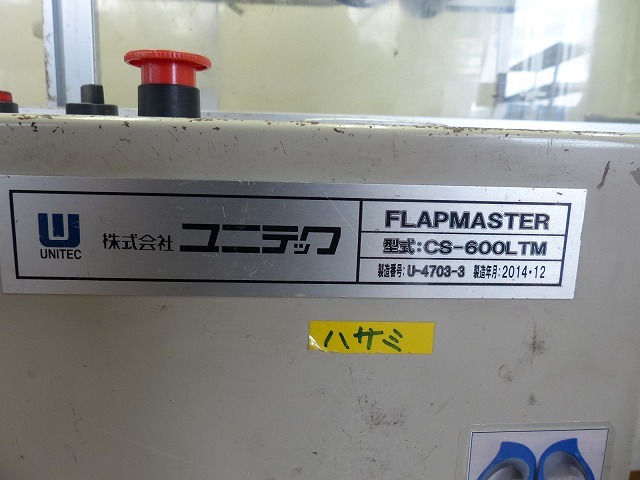 UNITEC
株式会社 ユニテック
FLAPMASTER
型式:CS-600LTM
製造番号:U-4703-3 製造年月:2014・12
ハサミ